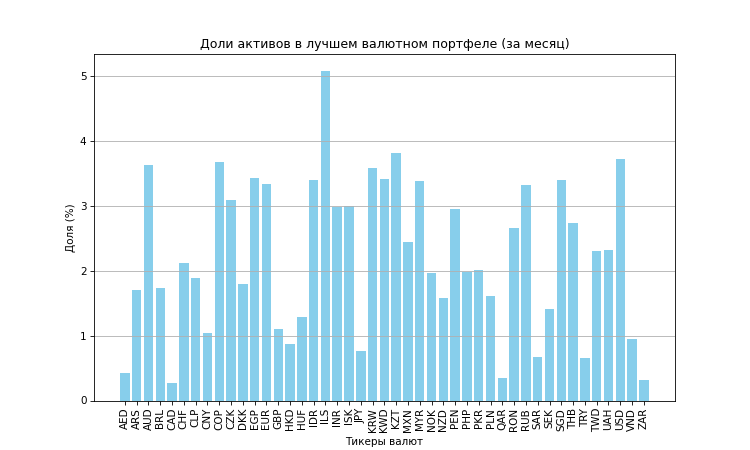 Доли активов в лучшем валютном портфеле (за месяц)
Доля (%)
5
4
3
2
1
0
AED ARS AUD BRL CAD CHF CLP CNY COP CZK DKK EGP EUR GBP HKD HUF IDR ILS INR ISK JPY KRW KWD KZT MXN MYR NOK NZD PEN PHP PKR PLN QAR RON RUB SAR SEK SGD THB TRY TWD UAH USD VND ZAR
Тикеры валют